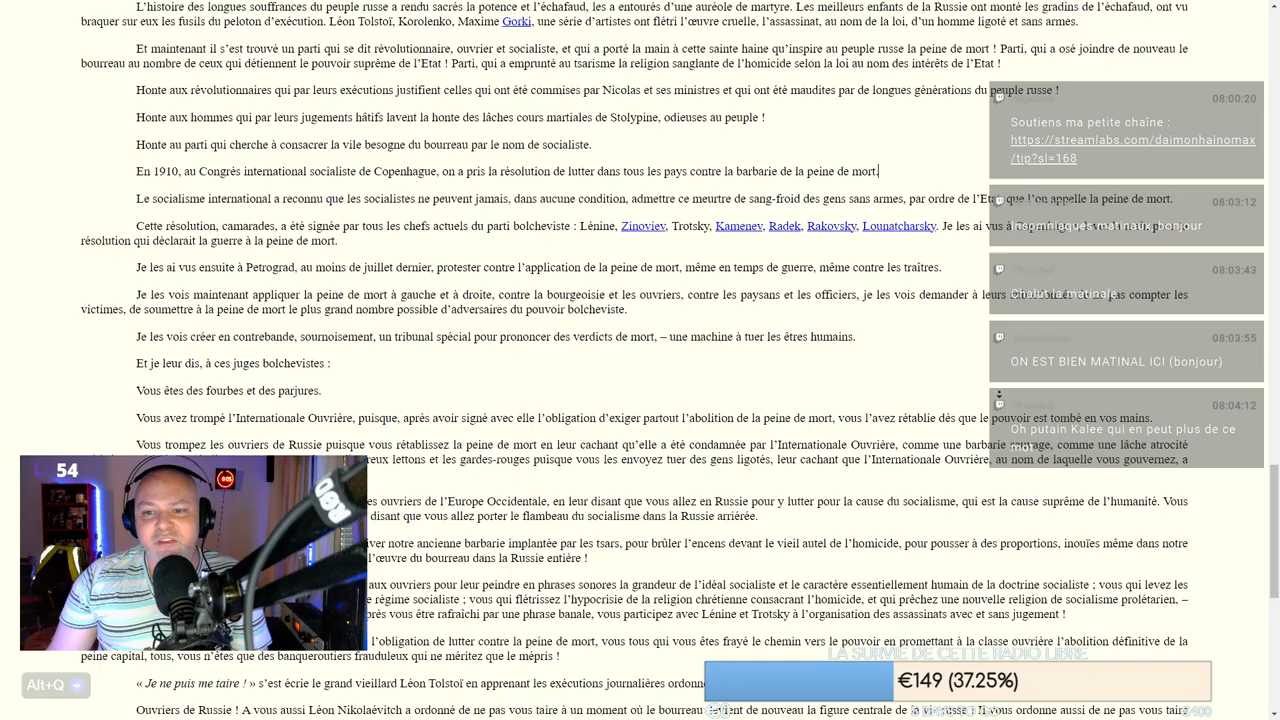 L’histoire des longues souffrances du peuple russe a rendu sacrés la potence et l’échafaud, les a entourés d’une auréole de martyre. Les meilleurs enfants de la Russie ont monté les gradins de l’échafaud, ont vu
braquer sur eux les fusils du peloton d’exécution. Léon Tolstoï, Korolenko, Maxime Gorki, une série d’artistes ont flétri l’œuvre cruelle, l’assassinat, au nom de la loi, d’un homme ligoté et sans armes.
Et maintenant il s’est trouvé un parti qui se dit révolutionnaire, ouvrier et socialiste, et qui a porté la main à cette sainte haine qu’inspire au peuple russe la peine de mort ! Parti, qui a osé joindre de nouveau le
bourreau au nombre de ceux qui détiennent le pouvoir suprême de l’Etat ! Parti, qui a emprunté au tsarisme la religion sanglante de l’homicide selon la loi au nom des intérêts de l’Etat !
Honte aux révolutionnaires qui par leurs exécutions justifient celles qui ont été commises par Nicolas et ses ministres et qui ont été maudites par de longues générations du peuple russe !
08:00:20
Honte aux hommes qui par leurs jugements hâtifs lavent la honte des lâches cours martiales de Stolypine, odieuses au peuple !
Soutiens ma petite chaîne :
https://streamlabs.com/daimonhainomax
/tip?sl=168
Honte au parti qui cherche à consacrer la vile besogne du bourreau par le nom de socialiste.
En 1910, au Congrès international socialiste de Copenhague, on a pris la résolution de lutter dans tous les pays contre la barbarie de la peine de mort.
Le socialisme international a reconnu que les socialistes ne peuvent jamais, dans aucune condition, admettre ce meurtre de sang-froid des gens sans armes, par ordre de l’Etat que l’on appelle la peine de mort.
08:03:12
Insomniaques matinaux bonjour
Cette résolution, camarades, a été signée par tous les chefs actuels du parti bolcheviste : Lénine, Zinoviev, Trotsky, Kamenev, Radek, Rakovsky, Lounatcharsky. Je les ai vus à
résolution qui déclarait la guerre à la peine de mort.
Je les ai vus ensuite à Petrograd, au moins de juillet dernier, protester contre l’application de la peine de mort, même en temps de guerre, même contre les traîtres.
08:03:43
Chalut la matinale
Je les vois maintenant appliquer la peine de mort à gauche et à droite, contre la bourgeoisie et les ouvriers, contre les paysans et les officiers, je les vois demander à leurs pas compter les
victimes, de soumettre à la peine de mort le plus grand nombre possible d’adversaires du pouvoir bolcheviste.
Je les vois créer en contrebande, sournoisement, un tribunal spécial pour prononcer des verdicts de mort, – une machine à tuer les êtres humains.
08:03:55
ON EST BIEN MATINAL ICI (bonjour)
Et je leur dis, à ces juges bolchevistes :
Vous êtes des fourbes et des parjures.
08:04:12
Vous avez trompé l’Internationale Ouvrière, puisque, après avoir signé avec elle l’obligation d’exiger partout l’abolition de la peine de mort, vous l’avez rétablie dès que le pouvoir est tombé en vos mains.
Oh putain Kalee qui en peut plus de ce
mot
Vous trompez les ouvriers de Russie puisque vous rétablissez la peine de mort en leur cachant qu’elle a été condamnée par l’Internationale Ouvrière, comme une barbarie sauvage, comme une lâche atrocité
lettons et les gardes-rouges puisque vous les envoyez tuer des gens ligotés, leur cachant que l’Internationale Ouvrière, au nom de laquelle vous gouvernez, a
54
ouvriers de l’Europe Occidentale, en leur disant que vous allez en Russie pour y lutter pour la cause du socialisme, qui est la cause suprême de l’humanité. Vous
disant que vous allez porter le flambeau du socialisme dans la Russie arriérée.
notre ancienne barbarie implantée par les tsars, pour brûler l’encens devant le vieil autel de l’homicide, pour pousser à des proportions, inouïes même dans notre
l’œuvre du bourreau dans la Russie entière !
aux ouvriers pour leur peindre en phrases sonores la grandeur de l’idéal socialiste et le caractère essentiellement humain de la doctrine socialiste ; vous qui levez les
régime socialiste ; vous qui flétrissez l’hypocrisie de la religion chrétienne consacrant l’homicide, et qui prêchez une nouvelle religion de socialisme prolétarien, –
après vous être rafraîchi par une phrase banale, vous participez avec Lénine et Trotsky à l’organisation des assassinats avec et sans jugement !
l’obligation de lutter contre la peine de mort, vous tous qui vous êtes frayé le chemin vers le pouvoir en promettant à la classe ouvrière l’abolition définitive de la
peine capital, tous, vous n’êtes que des banqueroutiers frauduleux qui ne méritez que le mépris !
LA SURVIE DE CETTE RADIO LIBRE
Alt+Q
« Je ne puis me taire ! » s’est écrie le grand vieillard Léon Tolstoï en apprenant les exécutions journalières
€149 (37.25%)
Ouvriers de Russie ! A vous aussi Léon Nikolaévitch a ordonné de ne pas vous taire à un moment où le bourreau de nouveau la figure centrale de la ordonne aussi de ne pas vous taire